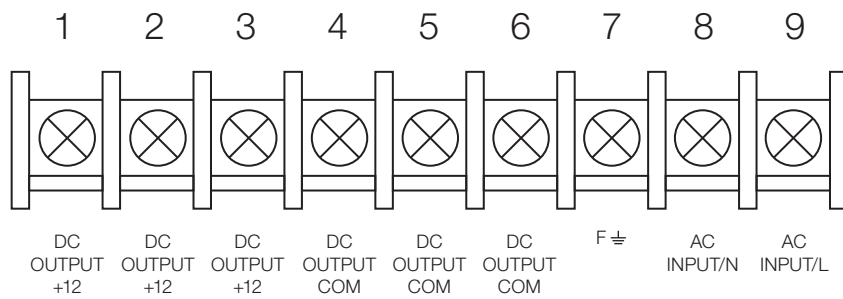 1 2 3 4 5 6 7 8 9
DC DC DC DC DC DC F ⏚ AC AC
OUTPUT OUTPUT OUTPUT OUTPUT OUTPUT OUTPUT INPUT/N INPUT/L
+12 +12 +12 COM COM COM